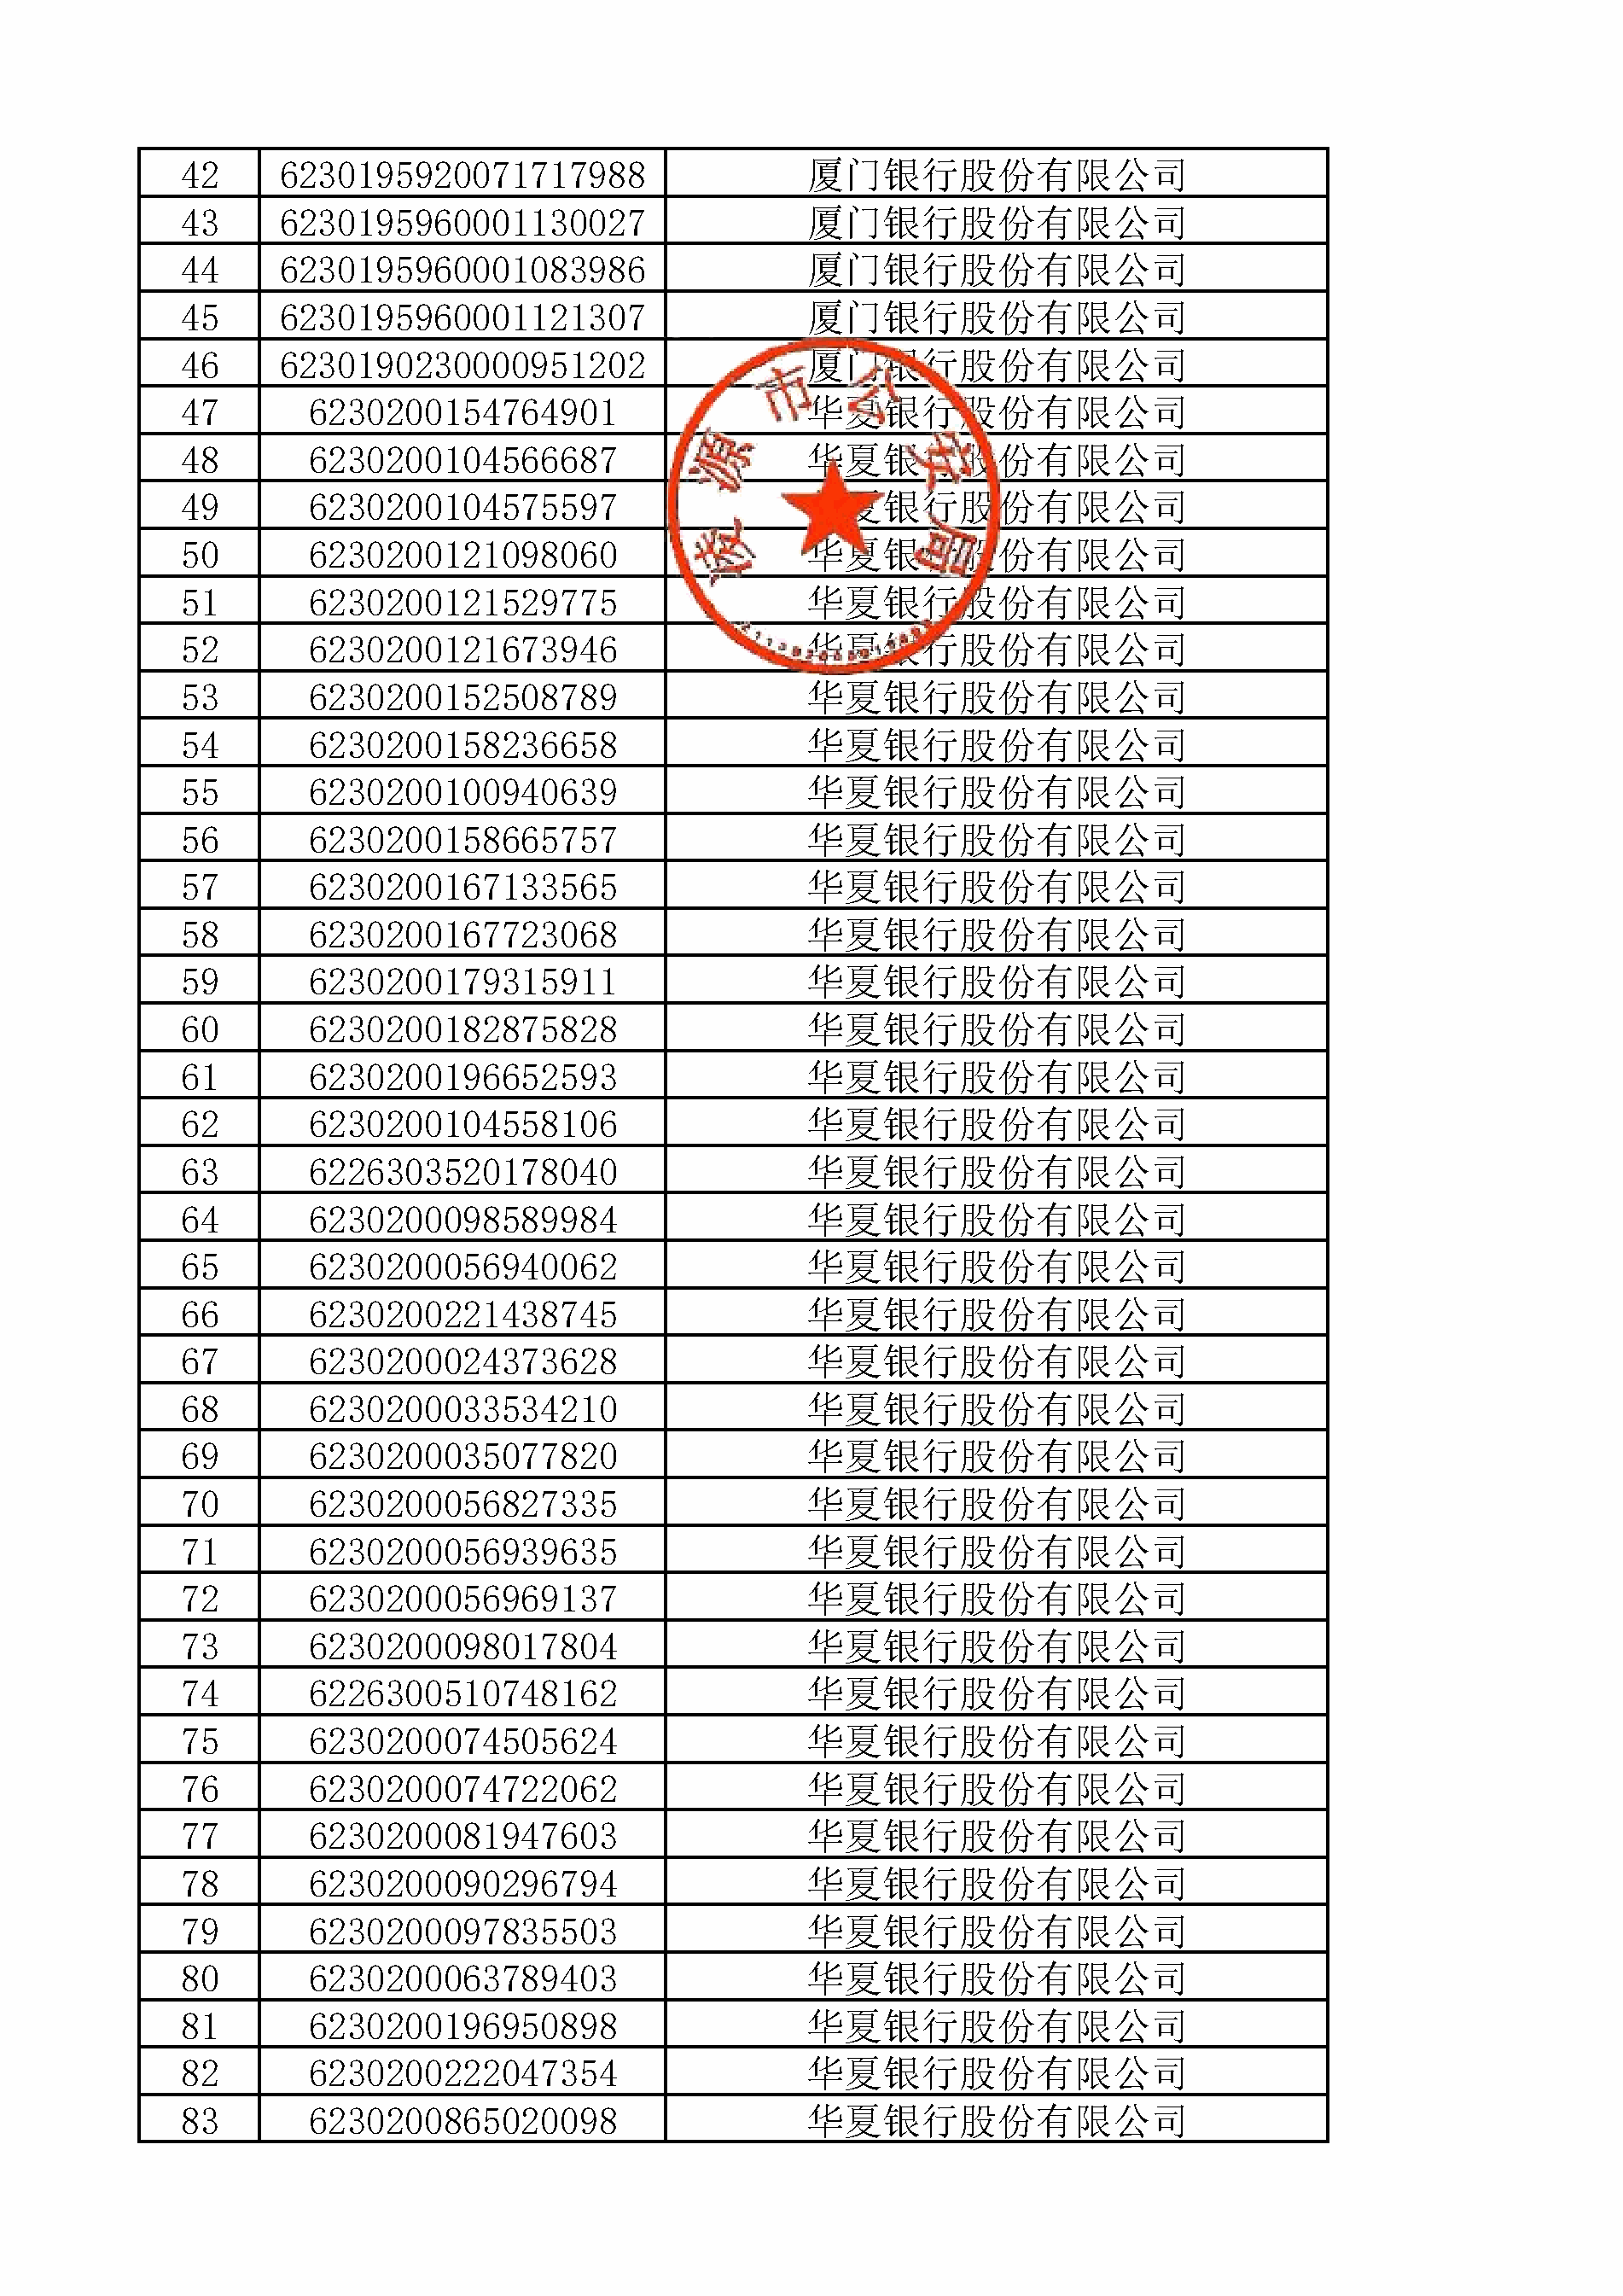 42 6230195920071717988 厦门银行股份有限公司
43 6230195960001130027 厦门银行股份有限公司
44 6230195960001083986 厦门银行股份有限公司
45 6230195960001121307 厦门银行股份有限公司
46 6230190230000951202 厦门银行股份有限公司
47 6230200154764901 华夏银行股份有限公司
48 6230200104566687 华夏银行股份有限公司
49 6230200104575597 华夏银行股份有限公司
50 6230200121098060 华夏银行股份有限公司
51 6230200121529775 华夏银行股份有限公司
52 6230200121673946 华夏银行股份有限公司
53 6230200152508789 华夏银行股份有限公司
54 6230200158236658 华夏银行股份有限公司
55 6230200100940639 华夏银行股份有限公司
56 6230200158665757 华夏银行股份有限公司
57 6230200167133565 华夏银行股份有限公司
58 6230200167723068 华夏银行股份有限公司
59 6230200179315911 华夏银行股份有限公司
60 6230200182875828 华夏银行股份有限公司
61 6230200196652593 华夏银行股份有限公司
62 6230200104558106 华夏银行股份有限公司
63 6226303520178040 华夏银行股份有限公司
64 6230200098589984 华夏银行股份有限公司
65 6230200056940062 华夏银行股份有限公司
66 6230200221438745 华夏银行股份有限公司
67 6230200024373628 华夏银行股份有限公司
68 6230200033534210 华夏银行股份有限公司
69 6230200035077820 华夏银行股份有限公司
70 6230200056827335 华夏银行股份有限公司
71 6230200056939635 华夏银行股份有限公司
72 6230200056969137 华夏银行股份有限公司
73 6230200098017804 华夏银行股份有限公司
74 6226300510748162 华夏银行股份有限公司
75 6230200074505624 华夏银行股份有限公司
76 6230200074722062 华夏银行股份有限公司
77 6230200081947603 华夏银行股份有限公司
78 6230200090296794 华夏银行股份有限公司
79 6230200097835503 华夏银行股份有限公司
80 6230200063789403 华夏银行股份有限公司
81 6230200196950898 华夏银行股份有限公司
82 6230200222047354 华夏银行股份有限公司
83 6230200865020098 华夏银行股份有限公司
凌源市公安局